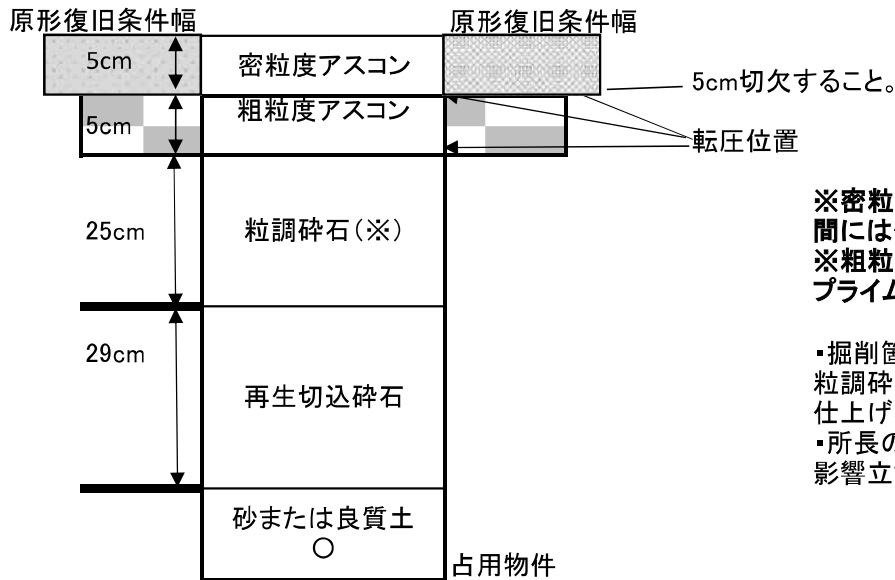 原形復旧条件幅
原形復旧条件幅
5cm
密粒度アスコン
5cm切欠すること。
5cm
粗粒度アスコン
転圧位置
25cm
粒調砕石(※)
※密粒
間には
※粗粒
プライム
29cm
再生切込砕石
・掘削箇
粒調砕
仕上げ
・所長の
影響立
砂または良質土
占用物件